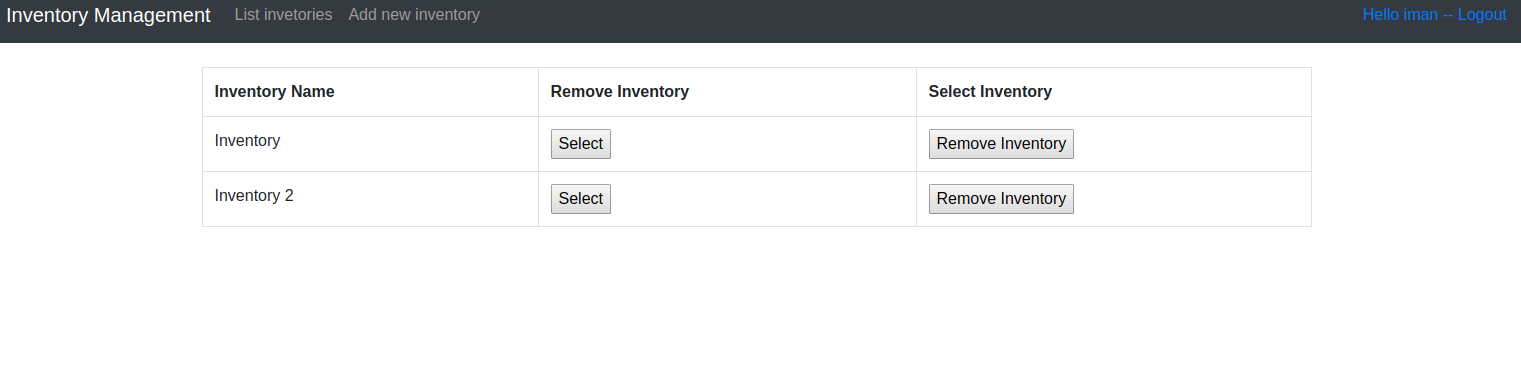 Inventory Management List invetories Add new inventory Hello iman -- Logout
Inventory Name Remove Inventory Select Inventory
Inventory Select Remove Inventory
Inventory 2 Select Remove Inventory